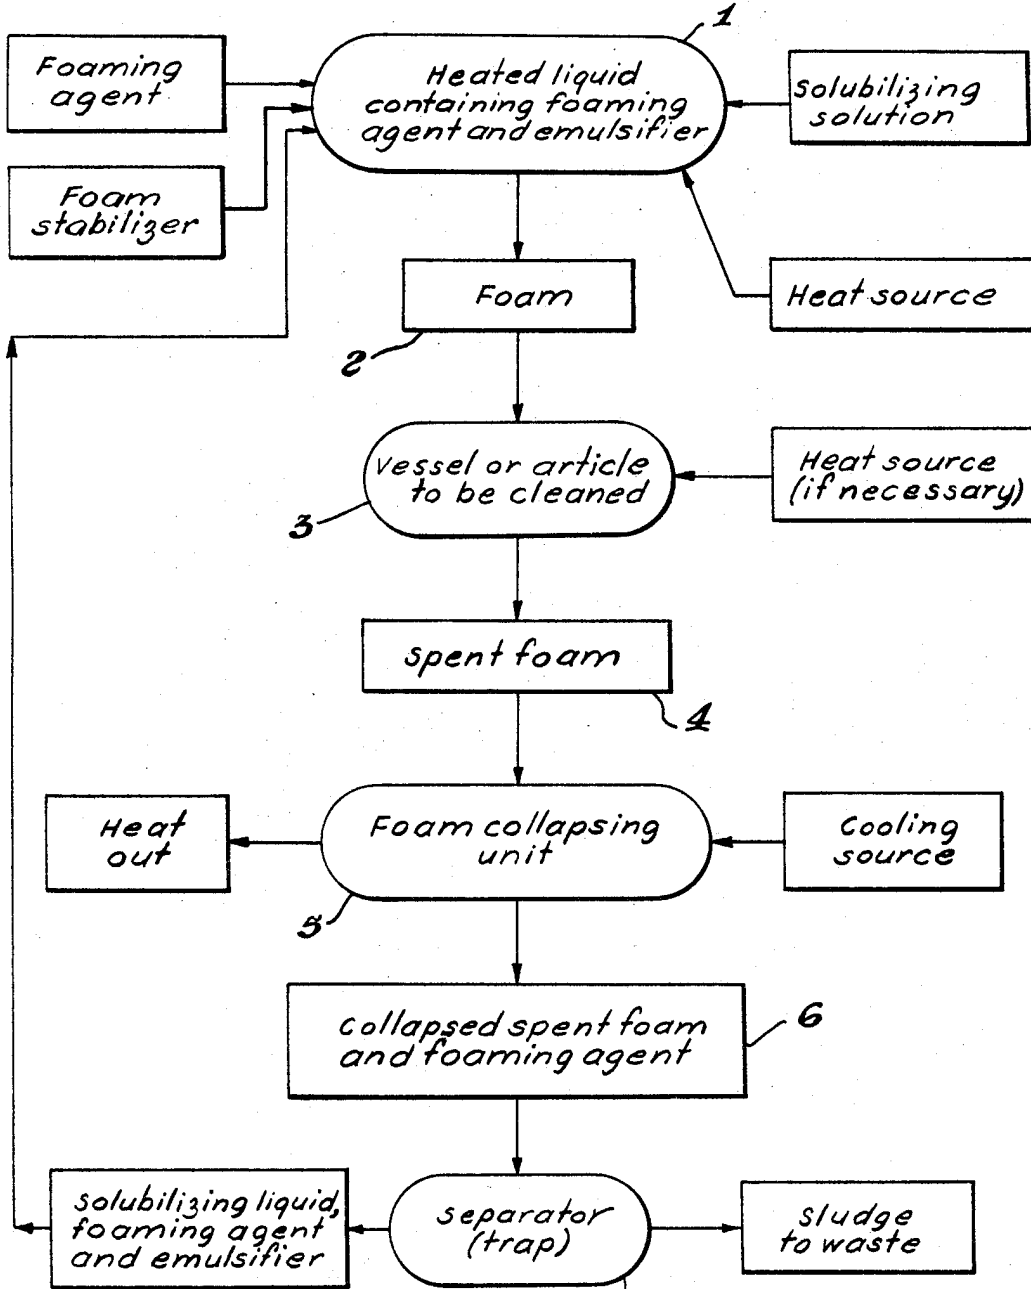 1
Foaming
agent
Heated liquid
containing foaming
agent and emulsifier
Solubilizing
solution
Foam
stabilizer
Foam
Heat source
2
Vessel or article
to be cleaned
Heat source
(if necessary)
3
Spent foam
4
Heat
out
Foam collapsing
unit
Cooling
source
5
Collapsed spent foam
and foaming agent
6
Solubilizing liquid,
foaming agent
and emulsifier
Separator
(trap)
Sludge
to waste